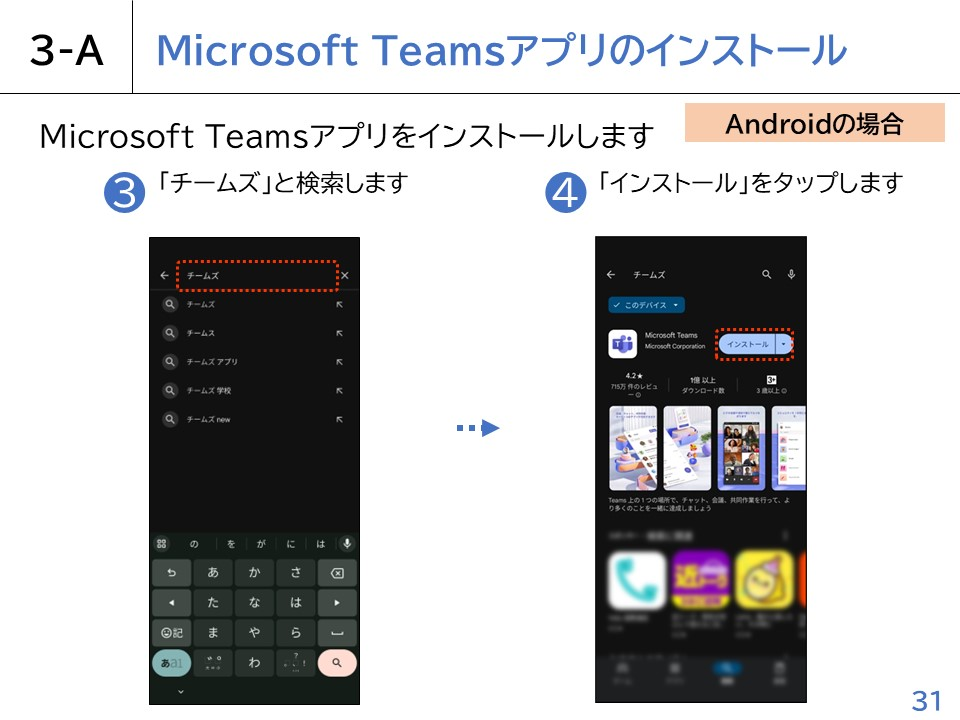 3-A
Microsoft Teamsアプリのインストール
Microsoft Teamsアプリをインストールします
Androidの場合
3 「チームズ」と検索します
4 「インストール」をタップします
チームズ
チームズ
チームス
チームズ アプリ
チームズ 学校
チームズ new
の を が に は
あ か さ
た な は
記 ま や ら
あa1 わ
チームズ
このデバイス
Microsoft Teams
Microsoft Corporation
インストール
4.2★
715万 件のレビュー
1億 以上
ダウンロード数
3+
3 歳以上
Teams 上の 1 つの場所で、チャット、会議、共同作業を行って、よ
り多くのことを一緒に達成しましょう
31